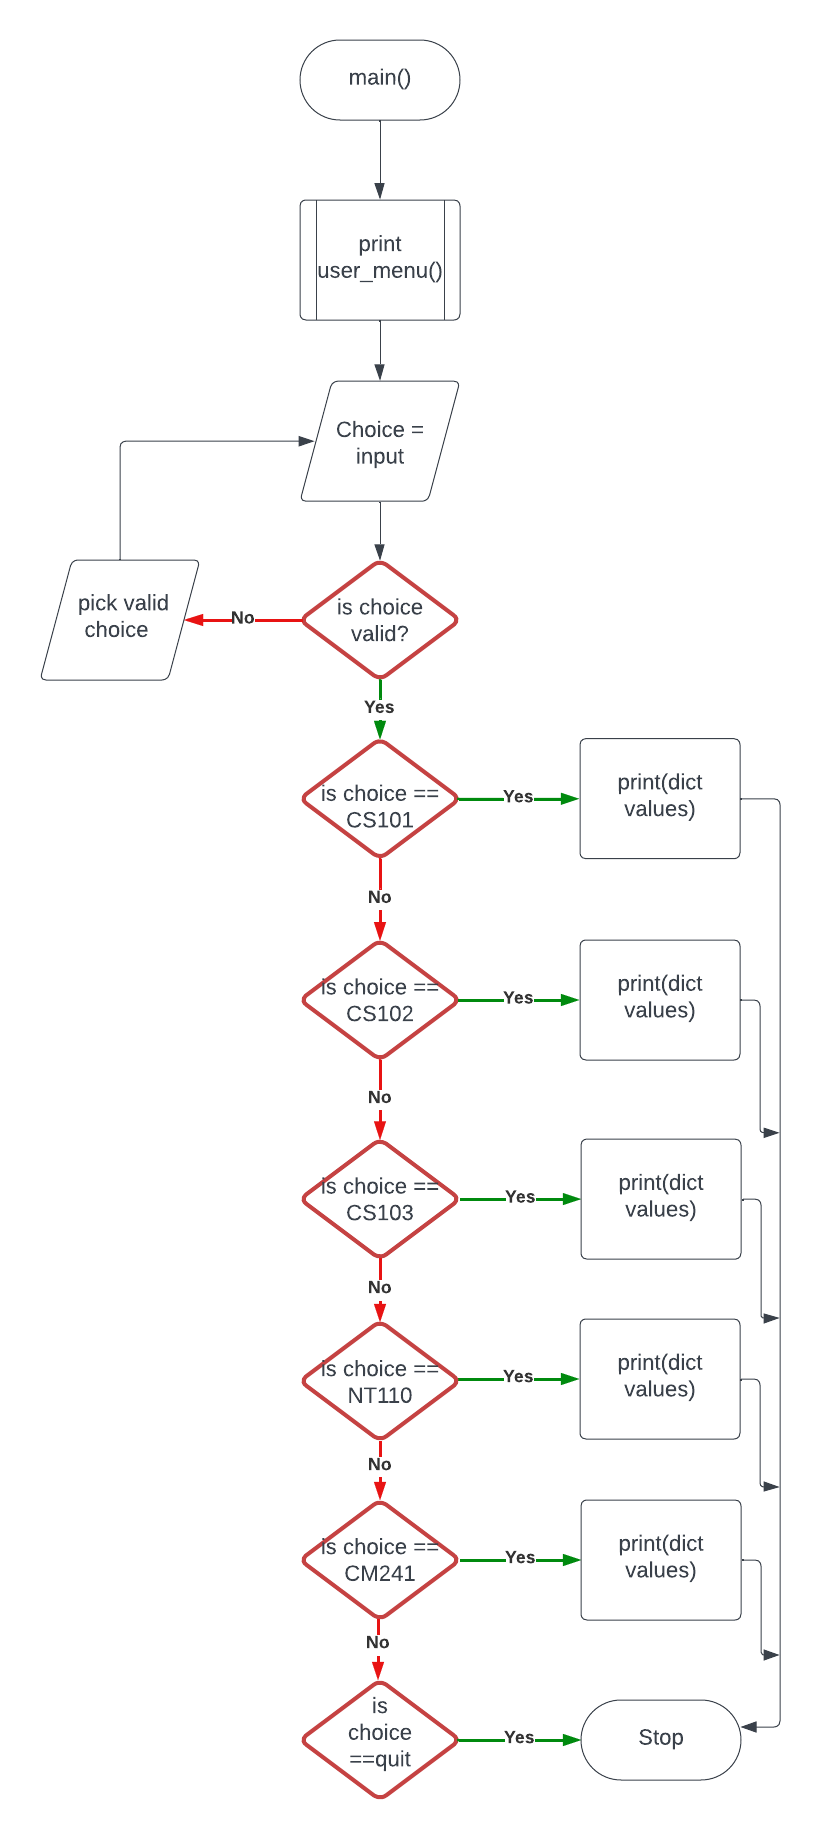 main()
print
user_menu()
Choice =
input
pick valid
choice
No
is choice
valid?
Yes
is choice ==
CS101
Yes
print(dict
values)
No
is choice ==
CS102
Yes
print(dict
values)
No
is choice ==
CS103
Yes
print(dict
values)
No
is choice ==
NT110
Yes
print(dict
values)
No
is choice ==
CM241
Yes
print(dict
values)
No
is
choice
==quit
Yes
Stop